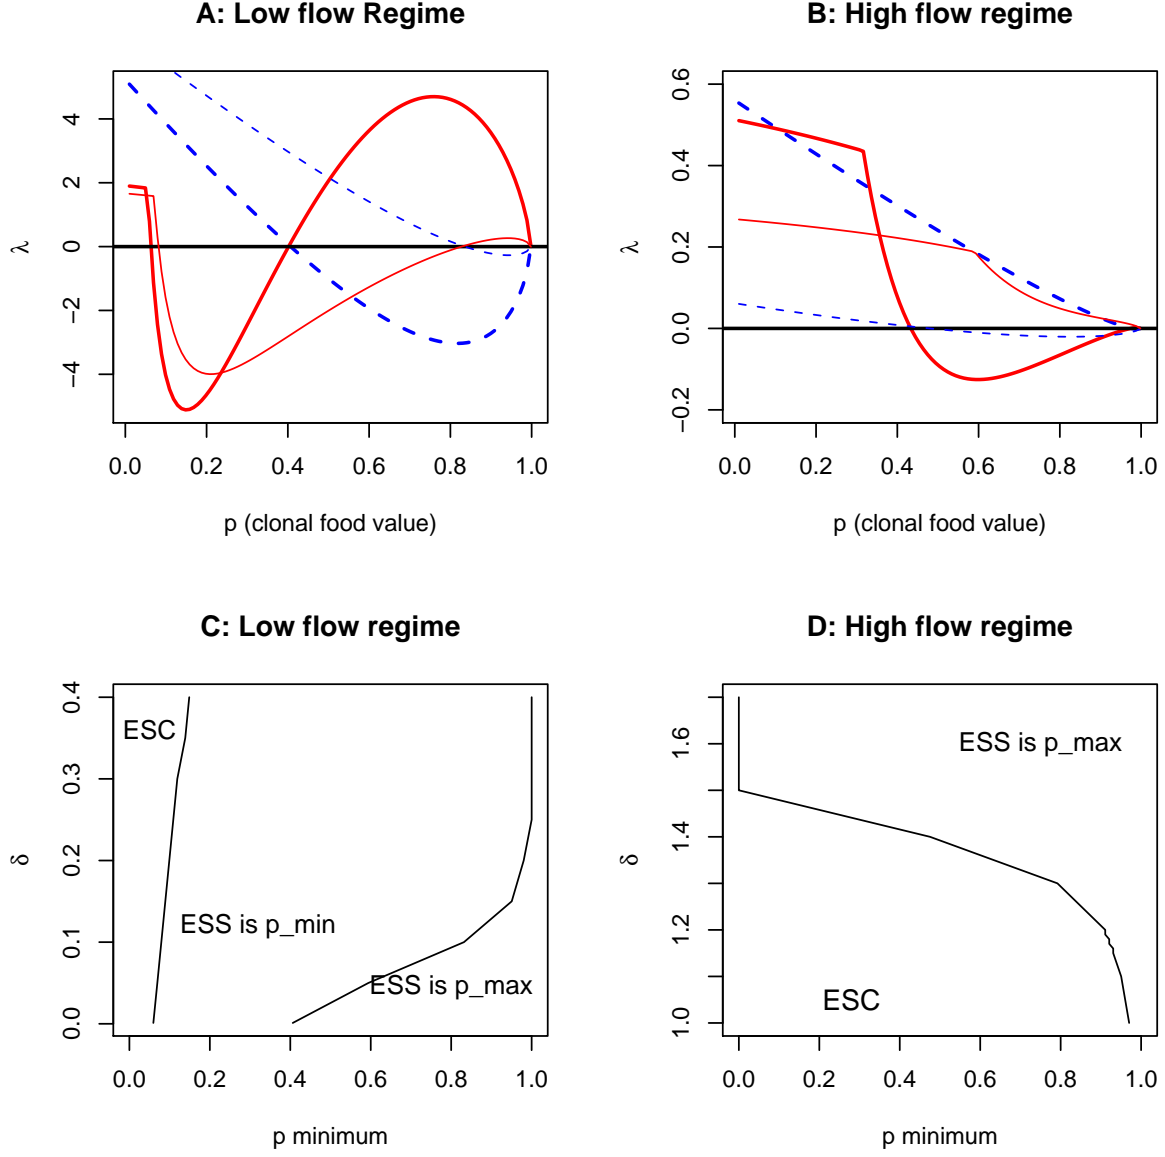 A: Low flow Regime
λ
4
2
0
−2
−4
0.0 0.2 0.4 0.6 0.8 1.0
p (clonal food value)
B: High flow regime
λ
0.6
0.4
0.2
0.0
−0.2
0.0 0.2 0.4 0.6 0.8 1.0
p (clonal food value)
C: Low flow regime
δ
0.4
0.3
0.2
0.1
0.0
ESC
ESS is p_min
ESS is p_max
0.0 0.2 0.4 0.6 0.8 1.0
p minimum
D: High flow regime
δ
1.6
1.4
1.2
1.0
ESS is p_max
ESC
0.0 0.2 0.4 0.6 0.8 1.0
p minimum